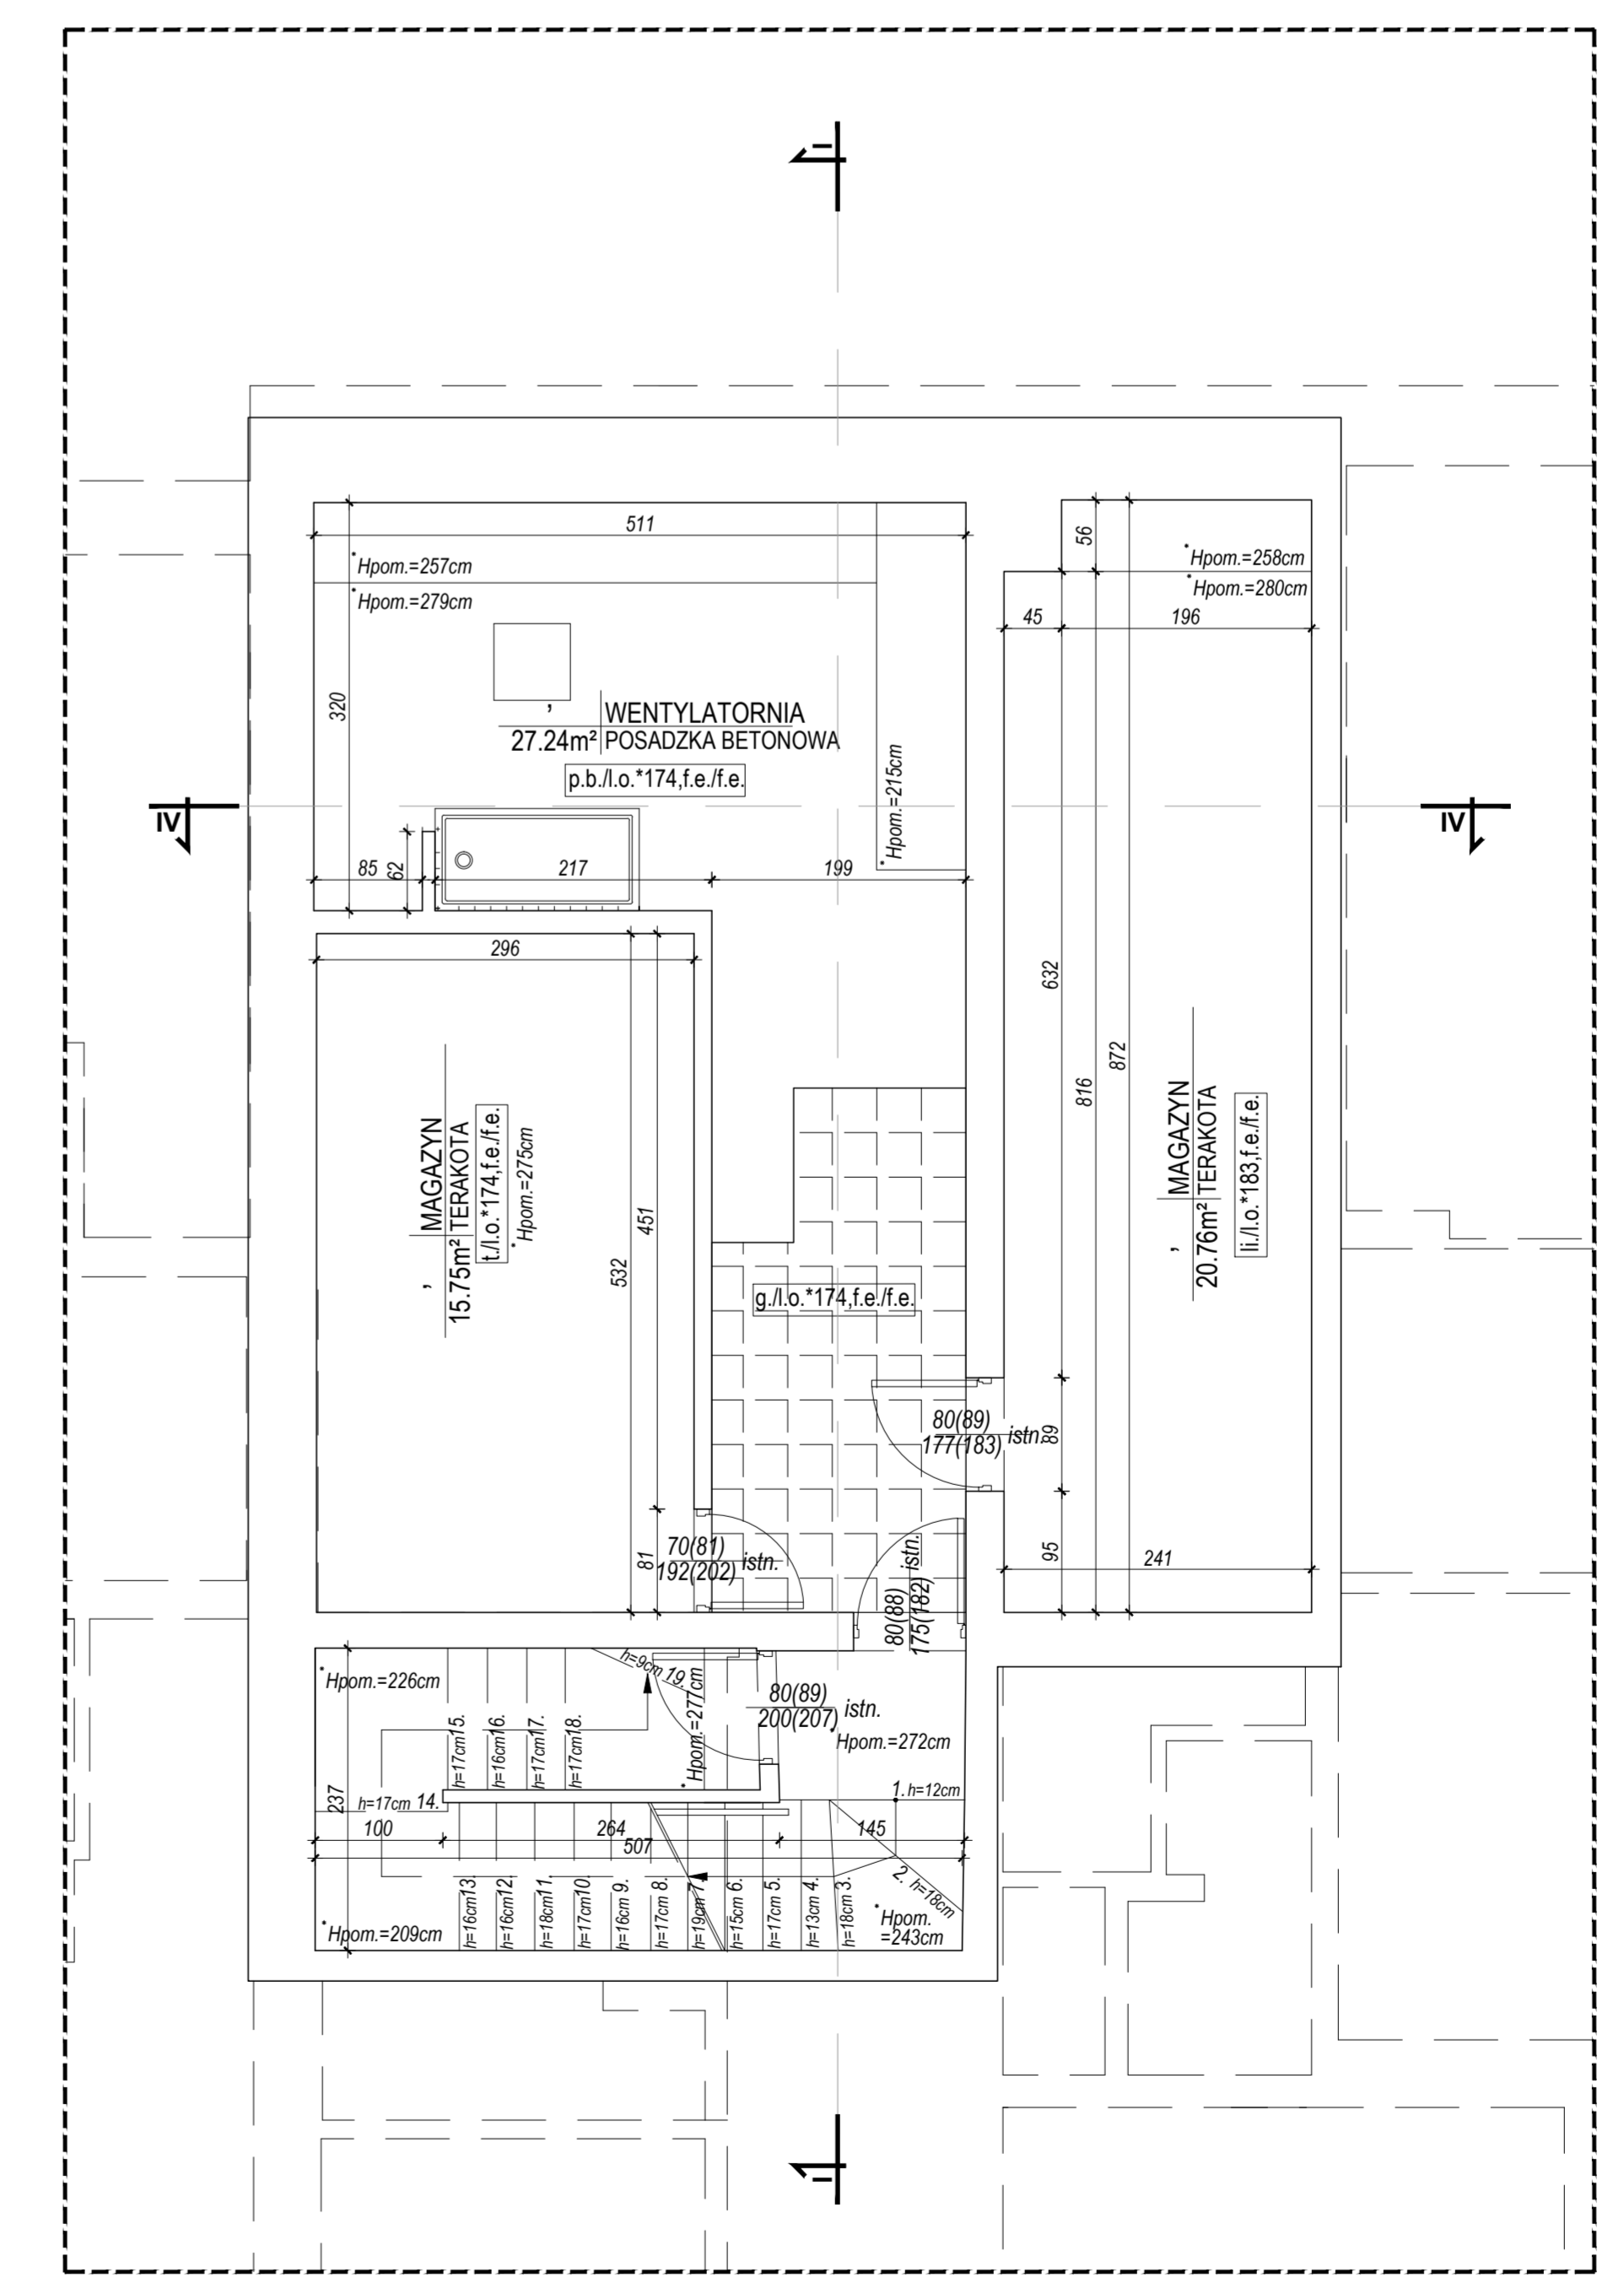 I
511
56
Hpom.=257cm
Hpom.=279cm
Hpom.=258cm
Hpom.=280cm
45
196
320
,
WENTYLATORNIA
27.24m² POSADZKA BETONOWA
p.b./l.o.*174,f.e./f.e.
Hpom.=215cm
IV
IV
85
62
217
199
296
632
816
872
, MAGAZYN
15.75m² TERAKOTA
t./l.o.*174,f.e./f.e.
Hpom.=275cm
532
451
, MAGAZYN
20.76m² TERAKOTA
li./l.o.*183,f.e./f.e.
g./l.o.*174,f.e./f.e.
80(89)
177(183) istn.
89
70(81)
192(202) istn.
81
80(88)
175(182) istn.
95
241
Hpom.=226cm
h=9cm 19.
Hpom.=277cm
80(89)
200(207) istn.
Hpom.=272cm
h=17cm 15.
h=16cm 16.
h=17cm 17.
h=17cm 18.
237
h=17cm 14.
1. h=12cm
100
264
145
507
2. h=18cm
h=16cm 13.
h=16cm 12.
h=18cm 11.
h=17cm 10.
h=16cm 9.
h=17cm 8.
h=19cm 7.
h=15cm 6.
h=17cm 5.
h=13cm 4.
h=18cm 3.
Hpom.=209cm
Hpom.
=243cm
I